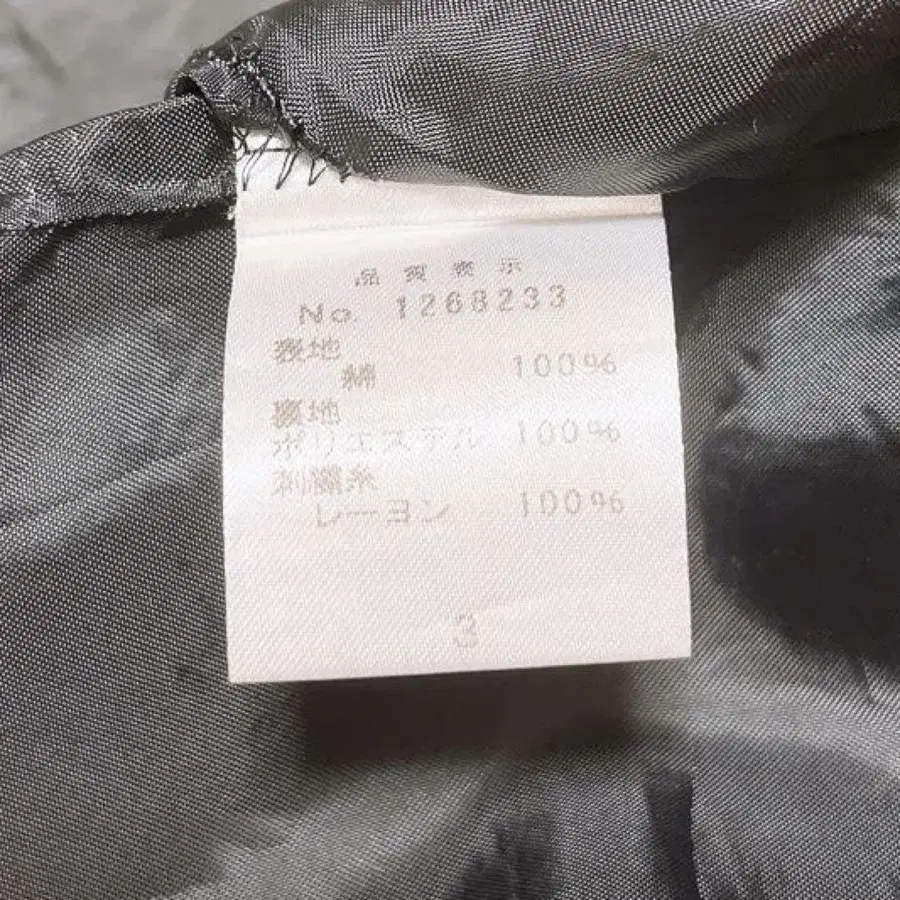 品質表示
No. 1268233
表地
綿 100%
裏地
ポリエステル 100%
刺繍糸
レーヨン 100%
3